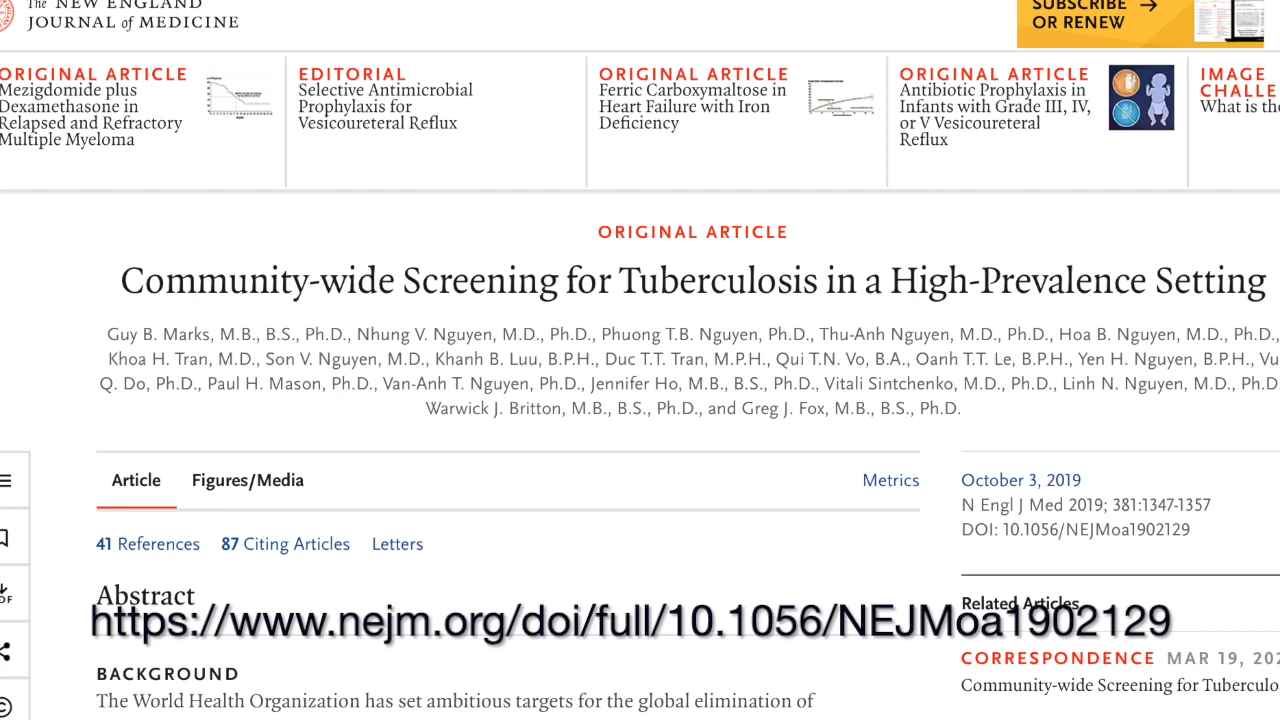 The NEW ENGLAND
JOURNAL of MEDICINE
SUBSCRIBE →
OR RENEW
ORIGINAL ARTICLE
Mezigdomide plus
Dexamethasone in
Relapsed and Refractory
Multiple Myeloma
EDITORIAL
Selective Antimicrobial
Prophylaxis for
Vesicoureteral Reflux
ORIGINAL ARTICLE
Ferric Carboxymaltose in
Heart Failure with Iron
Deficiency
ORIGINAL ARTICLE
Antibiotic Prophylaxis in
Infants with Grade III, IV,
or V Vesicoureteral
Reflux
IMAGE
CHALLE
What is the
ORIGINAL ARTICLE
Community-wide Screening for Tuberculosis in a High-Prevalence Setting
Guy B. Marks, M.B., B.S., Ph.D., Nhung V. Nguyen, M.D., Ph.D., Phuong T.B. Nguyen, Ph.D., Thu-Anh Nguyen, M.D., Ph.D., Hoa B. Nguyen, M.D., Ph.D.,
Khoa H. Tran, M.D., Son V. Nguyen, M.D., Khanh B. Luu, B.P.H., Duc T.T. Tran, M.P.H., Qui T.N. Vo, B.A., Oanh T.T. Le, B.P.H., Yen H. Nguyen, B.P.H., Vu
Q. Do, Ph.D., Paul H. Mason, Ph.D., Van-Anh T. Nguyen, Ph.D., Jennifer Ho, M.B., B.S., Ph.D., Vitali Sintchenko, M.D., Ph.D., Linh N. Nguyen, M.D., Ph.D.
Warwick J. Britton, M.B., B.S., Ph.D., and Greg J. Fox, M.B., B.S., Ph.D.
Article Figures/Media Metrics
41 References 87 Citing Articles Letters
October 3, 2019
N Engl J Med 2019; 381:1347-1357
DOI: 10.1056/NEJMoa1902129
Abstract
Related Articles
https://www.nejm.org/doi/full/10.1056/NEJMoa1902129
BACKGROUND
The World Health Organization has set ambitious targets for the global elimination of
CORRESPONDENCE MAR 19, 202
Community-wide Screening for Tuberculo